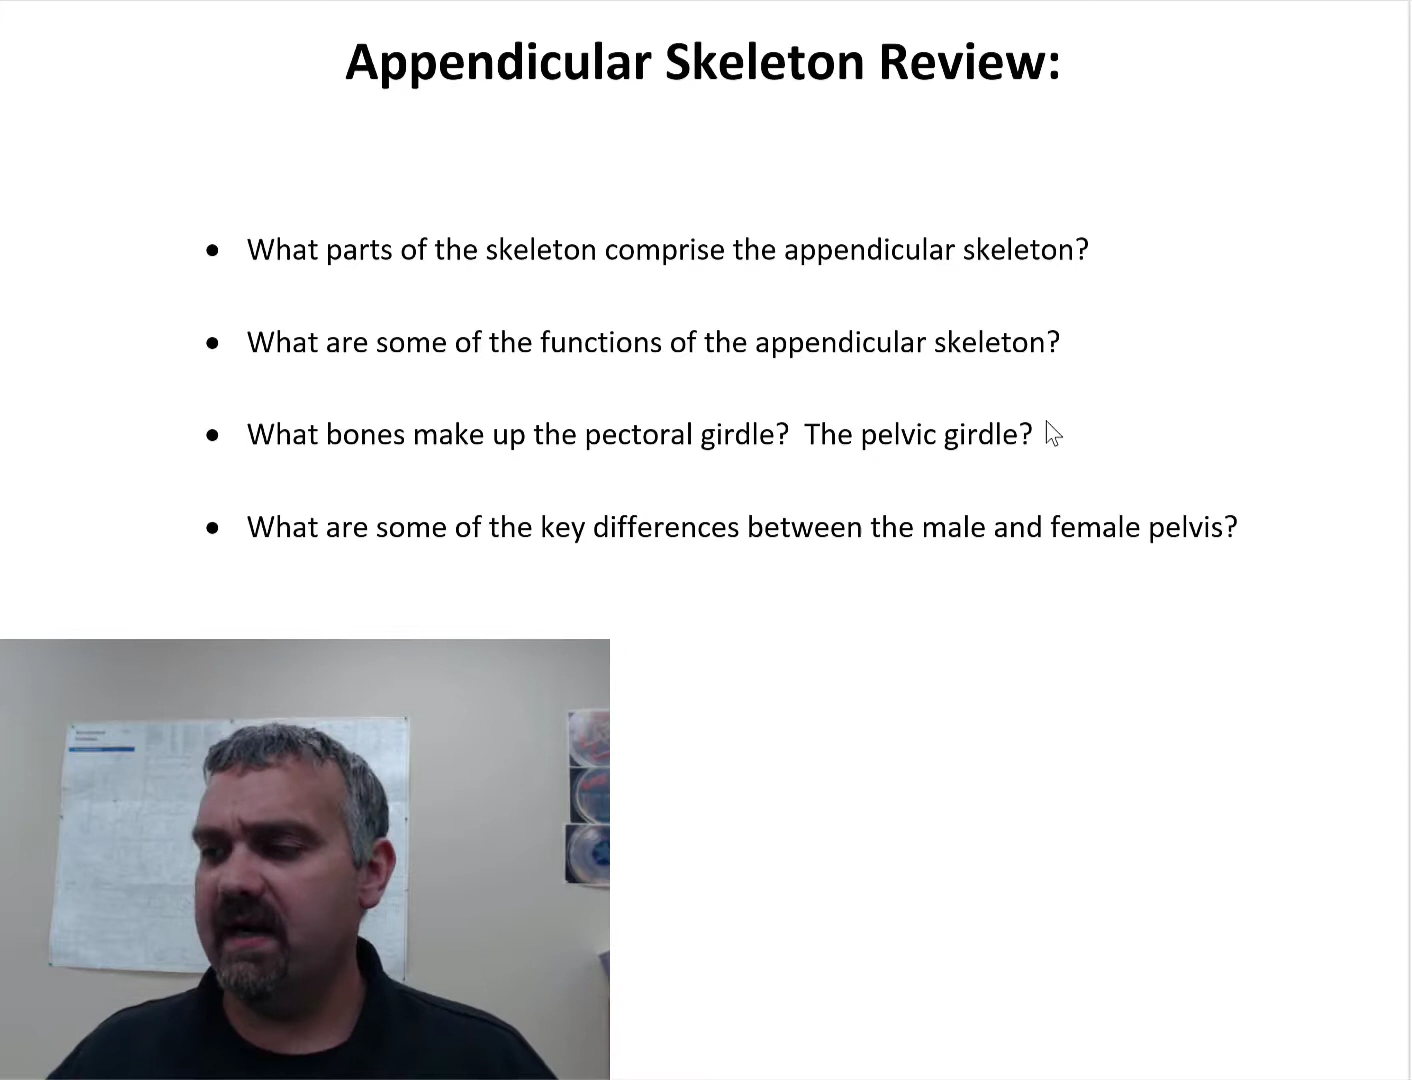 Appendicular Skeleton Review:
• What parts of the skeleton comprise the appendicular skeleton?
• What are some of the functions of the appendicular skeleton?
• What bones make up the pectoral girdle?  The pelvic girdle?
• What are some of the key differences between the male and female pelvis?